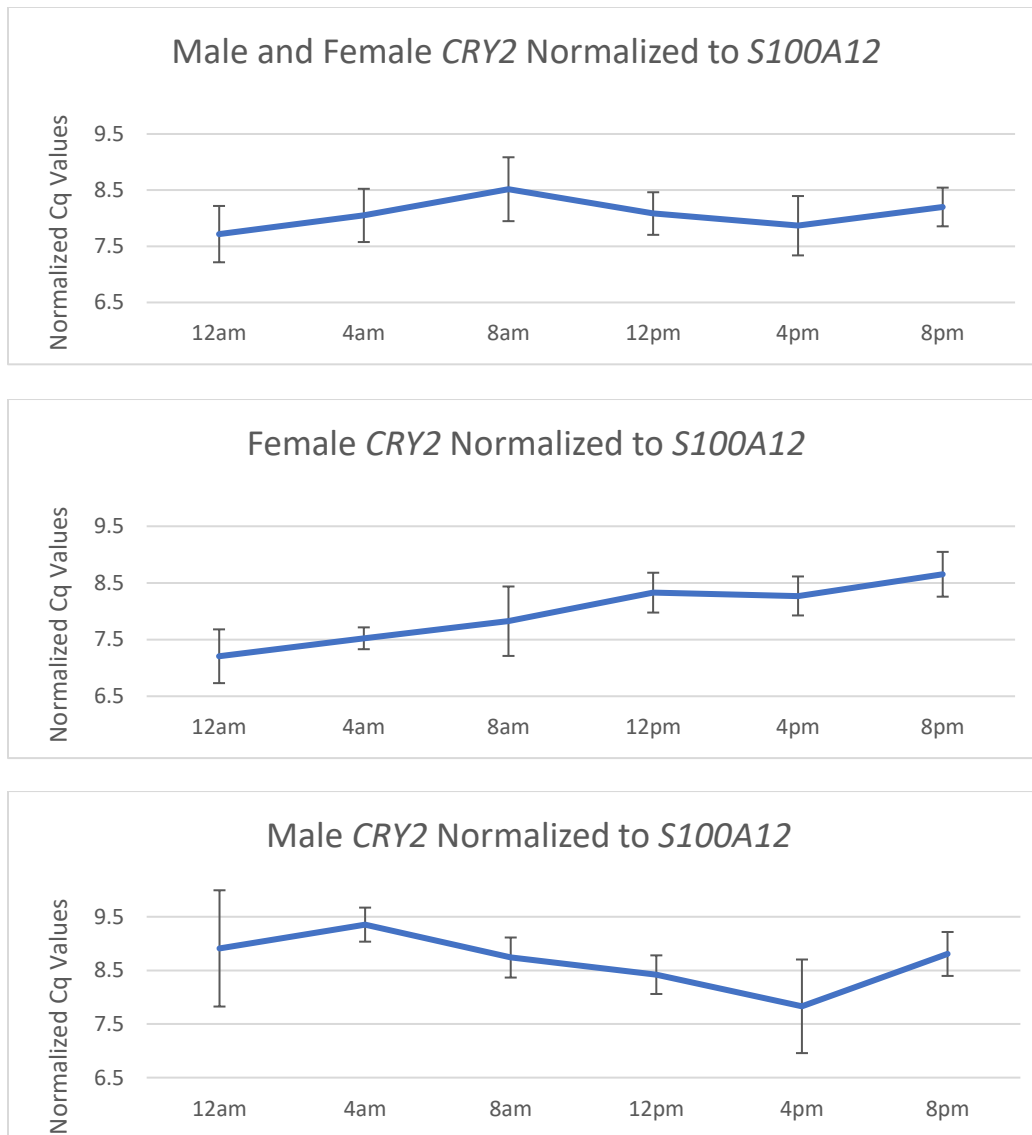 Male and Female CRY2 Normalized to S100A12
Normalized Cq Values
9.5
8.5
7.5
6.5
12am 4am 8am 12pm 4pm 8pm
Female CRY2 Normalized to S100A12
Normalized Cq Values
9.5
8.5
7.5
6.5
12am 4am 8am 12pm 4pm 8pm
Male CRY2 Normalized to S100A12
Normalized Cq Values
9.5
8.5
7.5
6.5
12am 4am 8am 12pm 4pm 8pm